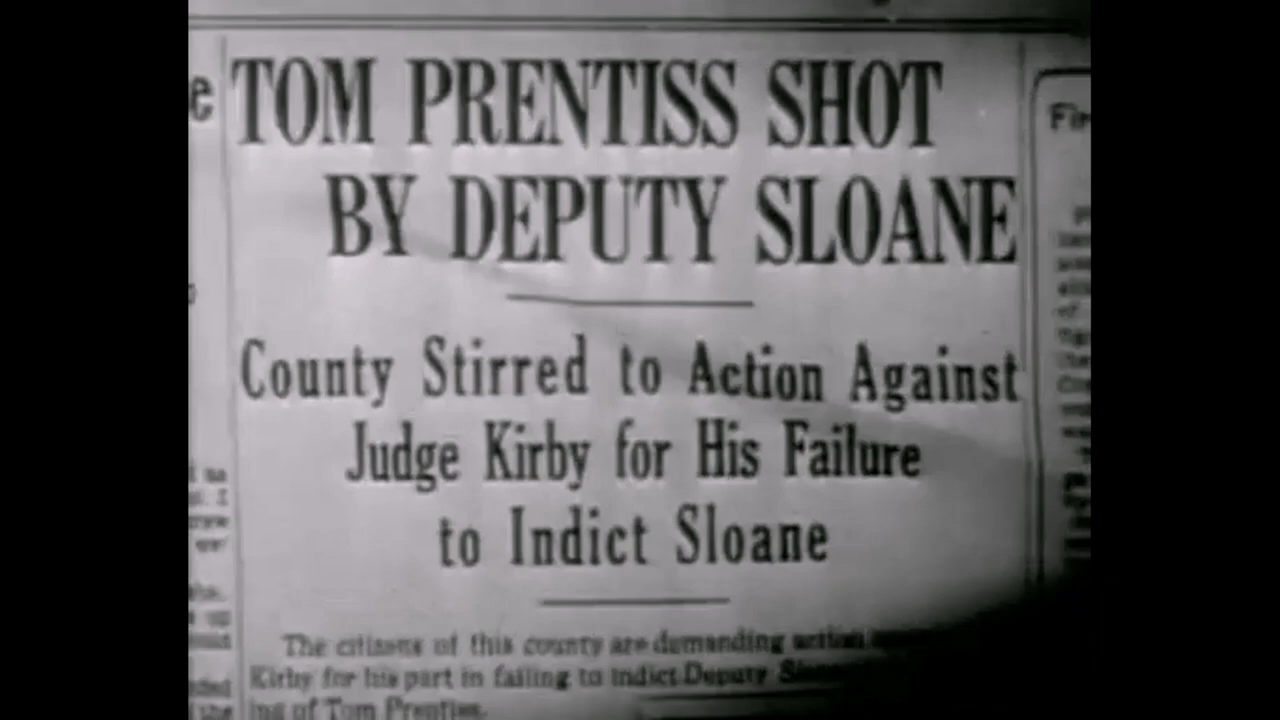 TOM PRENTISS SHOT
BY DEPUTY SLOANE
County Stirred to Action Against
Judge Kirby for His Failure
to Indict Sloane
The citizens of this county are demanding action
Kirby for his part in failing to indict Deputy
ing of Tom Prentiss.